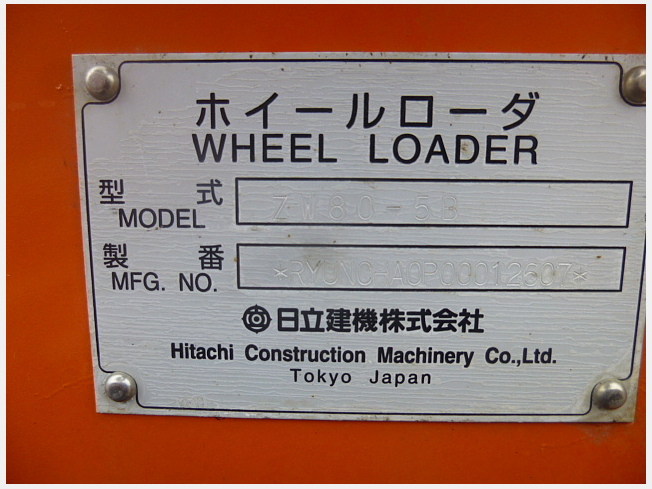 ホイールローダ
WHEEL LOADER
型式
MODEL ZW80-5B
製番
MFG. NO.
日立建機株式会社
Hitachi Construction Machinery Co.,Ltd.
Tokyo Japan